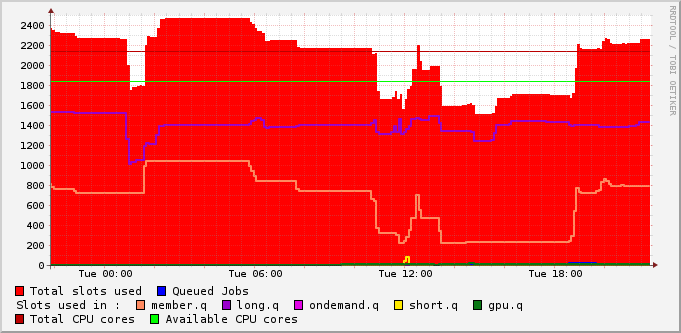 2400
2200
2000
1800
1600
1400
1200
1000
800
600
400
200
0
Tue 00:00 Tue 06:00 Tue 12:00 Tue 18:00
Total slots used Queued Jobs
Slots used in : member.q long.q ondemand.q short.q gpu.q
Total CPU cores Available CPU cores
RRDTOOL / TOBI OETIKER